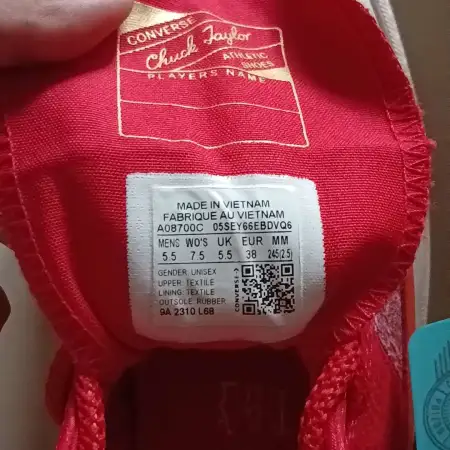 CONVERSE
Chuck Taylor
ATHLETIC
SHOES
PLAYERS NAME
MADE IN VIETNAM
FABRIQUE AU VIETNAM
A08700C 05SEY66EBDVQ6
MENS WO'S UK EUR MM
5.5 7.5 5.5 38 245(2.5)
GENDER: UNISEX
UPPER: TEXTILE
LINING: TEXTILE
OUTSOLE: RUBBER
9A 2310 L68